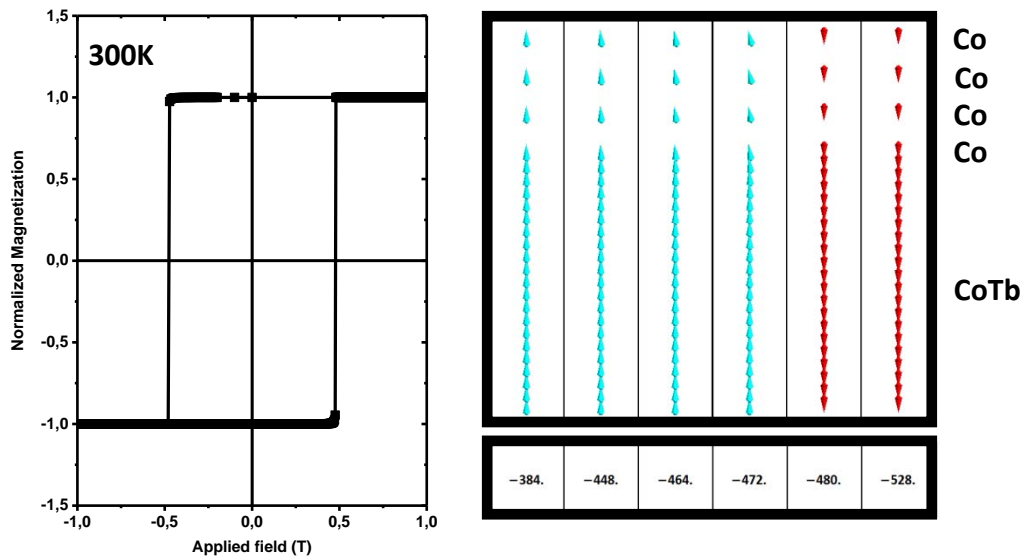 1,5
1,0
0,5
0,0
-0,5
-1,0
-1,5
Normalized Magnetization
300K
-1,0
-0,5
0,0
0,5
1,0
Applied field (T)
Co
Co
Co
Co
CoTb
−384.
−448.
−464.
−472.
−480.
−528.